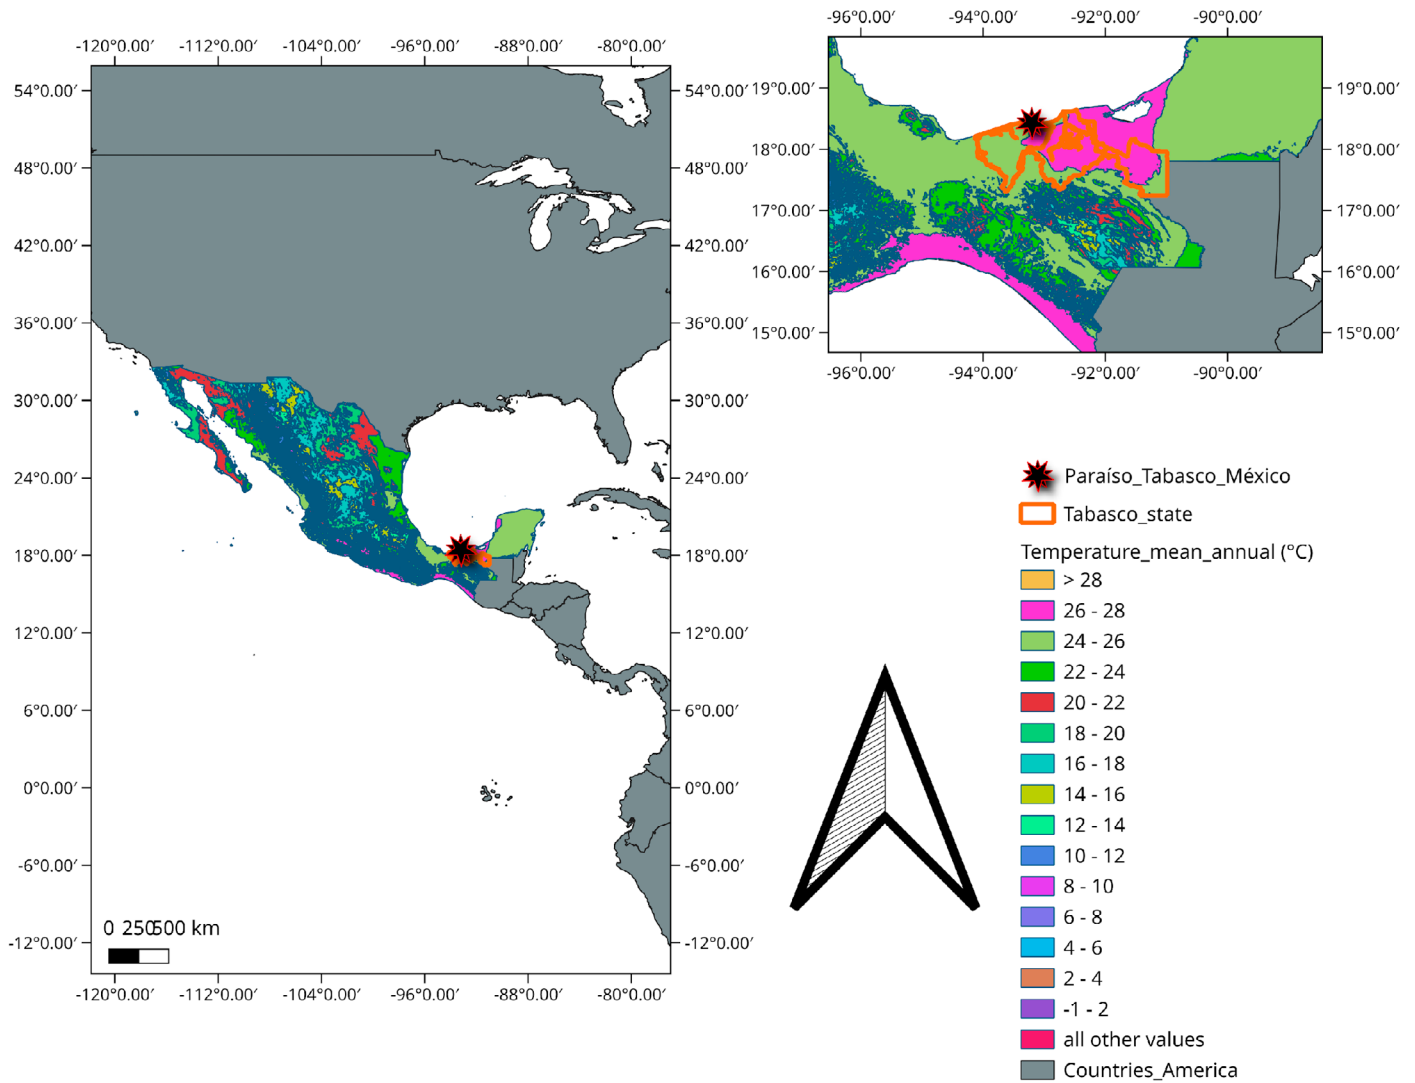 -120°0.00′ -112°0.00′ -104°0.00′ -96°0.00′ -88°0.00′ -80°0.00′
54°0.00′ 54°0.00′
48°0.00′ 48°0.00′
42°0.00′ 42°0.00′
36°0.00′ 36°0.00′
30°0.00′ 30°0.00′
24°0.00′ 24°0.00′
18°0.00′ 18°0.00′
12°0.00′ 12°0.00′
6°0.00′ 6°0.00′
0°0.00′ 0°0.00′
-6°0.00′ -6°0.00′
-12°0.00′ -12°0.00′
0 250 500 km
-120°0.00′ -112°0.00′ -104°0.00′ -96°0.00′ -88°0.00′ -80°0.00′
-96°0.00′ -94°0.00′ -92°0.00′ -90°0.00′
19°0.00′ 19°0.00′
18°0.00′ 18°0.00′
17°0.00′ 17°0.00′
16°0.00′ 16°0.00′
15°0.00′ 15°0.00′
-96°0.00′ -94°0.00′ -92°0.00′ -90°0.00′
Paraíso_Tabasco_México
Tabasco_state
Temperature_mean_annual (°C)
> 28
26 - 28
24 - 26
22 - 24
20 - 22
18 - 20
16 - 18
14 - 16
12 - 14
10 - 12
8 - 10
6 - 8
4 - 6
2 - 4
-1 - 2
all other values
Countries_America